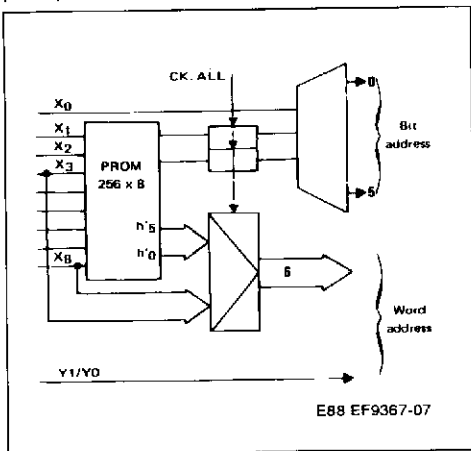 CK. ALL
X0
0
X1
X2
Bit
address
X3
PROM
256 x 8
5
h'5
h'0
6
X8
Word
address
Y1/Y0
E88 EF9367-07